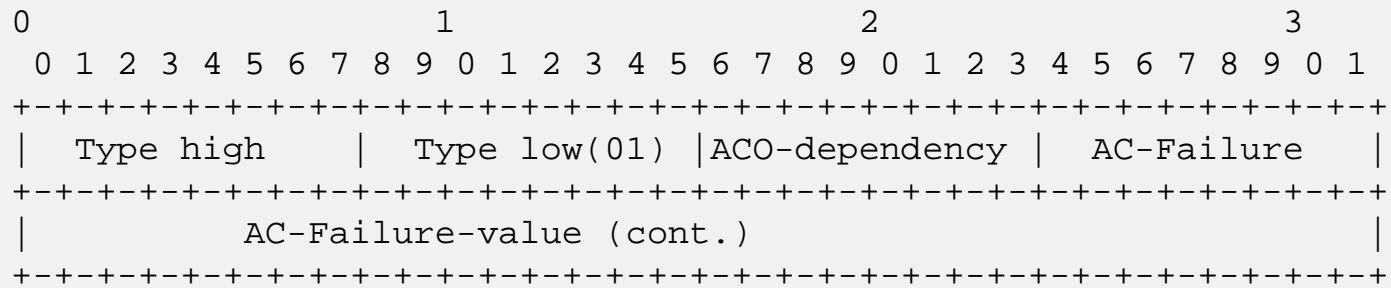 0                   1                   2                   3
 0 1 2 3 4 5 6 7 8 9 0 1 2 3 4 5 6 7 8 9 0 1 2 3 4 5 6 7 8 9 0 1
+-+-+-+-+-+-+-+-+-+-+-+-+-+-+-+-+-+-+-+-+-+-+-+-+-+-+-+-+-+-+-+-+
|  Type high    |  Type low(01) |ACO-dependency |  AC-Failure   |
+-+-+-+-+-+-+-+-+-+-+-+-+-+-+-+-+-+-+-+-+-+-+-+-+-+-+-+-+-+-+-+-+
|          AC-Failure-value (cont.)                             |
+-+-+-+-+-+-+-+-+-+-+-+-+-+-+-+-+-+-+-+-+-+-+-+-+-+-+-+-+-+-+-+-+